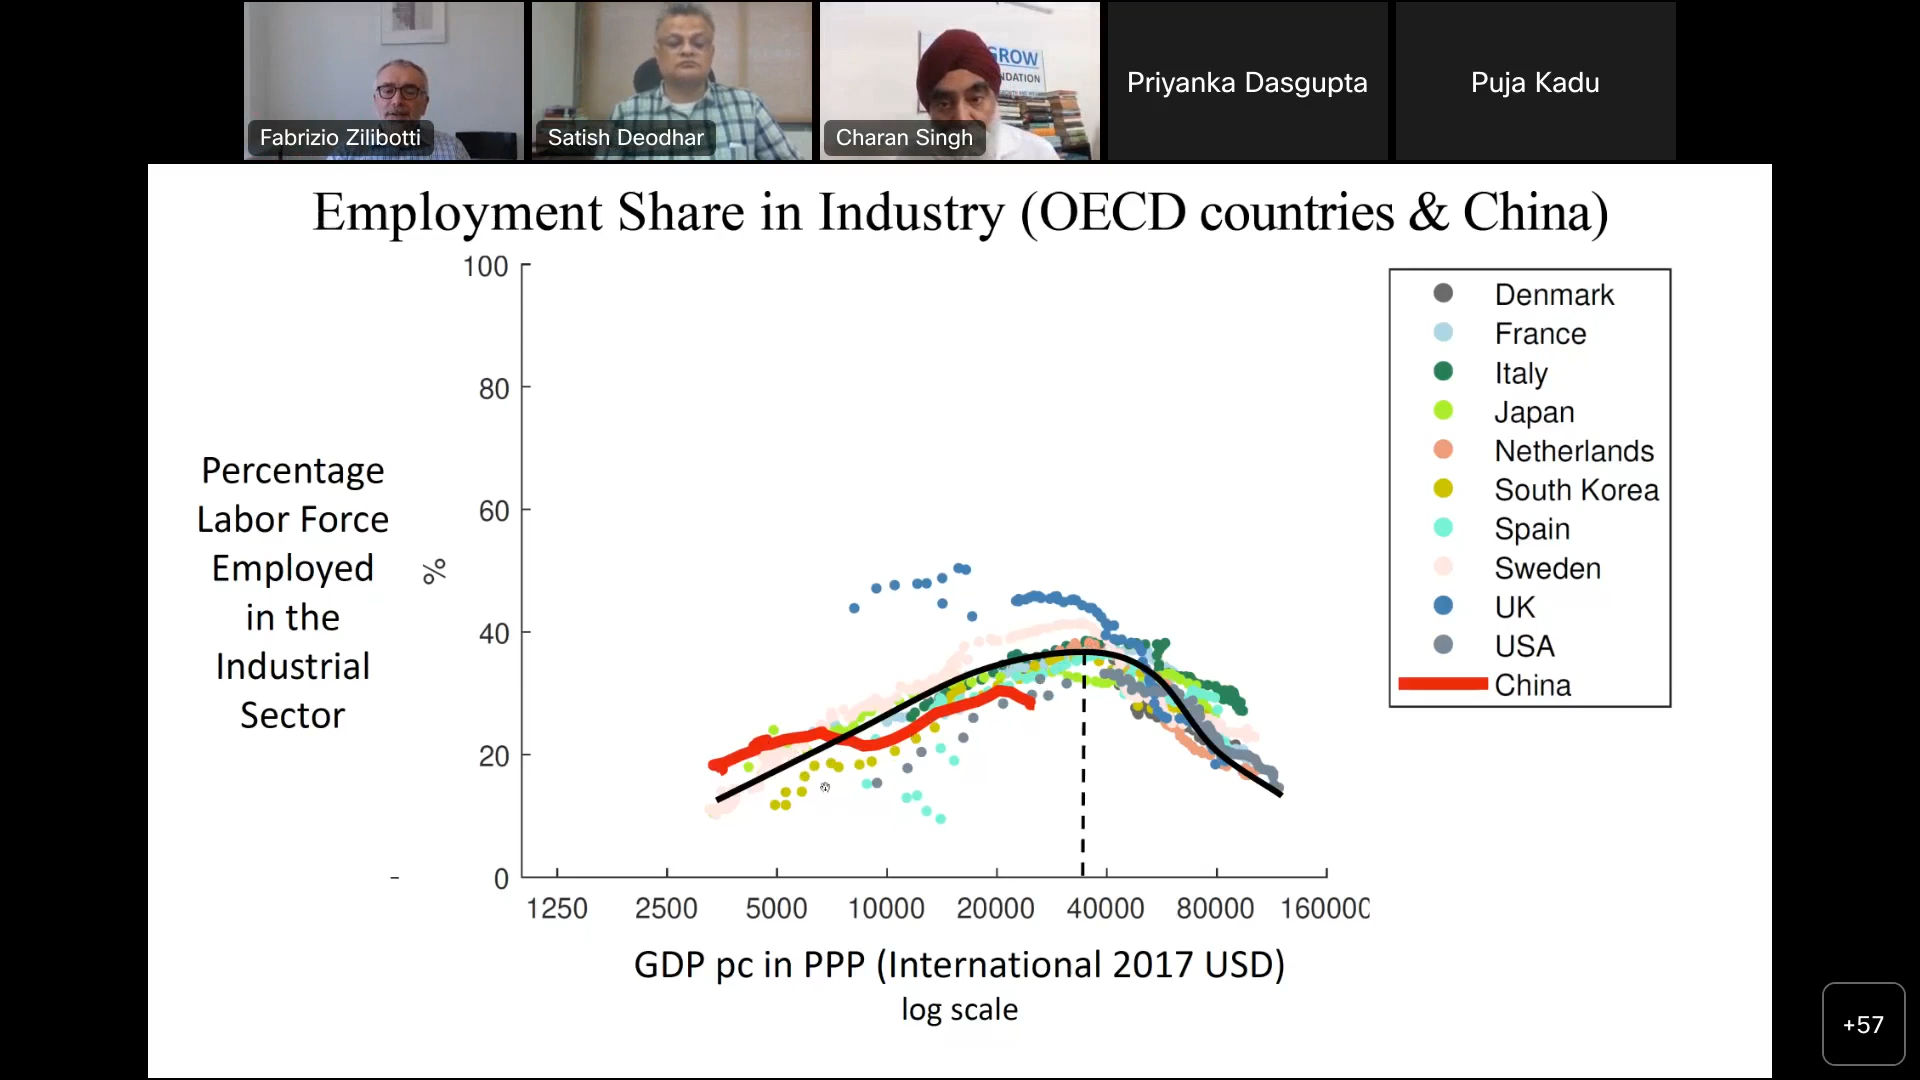 GROW
NDATION
Fabrizio Zilibotti
Satish Deodhar
Charan Singh
Priyanka Dasgupta
Puja Kadu
Employment Share in Industry (OECD countries & China)
Percentage
Labor Force
Employed
in the
Industrial
Sector
%
100
80
60
40
20
0
-
1250 2500 5000 10000 20000 40000 80000 160000
GDP pc in PPP (International 2017 USD)
log scale
Denmark
France
Italy
Japan
Netherlands
South Korea
Spain
Sweden
UK
USA
China
+57